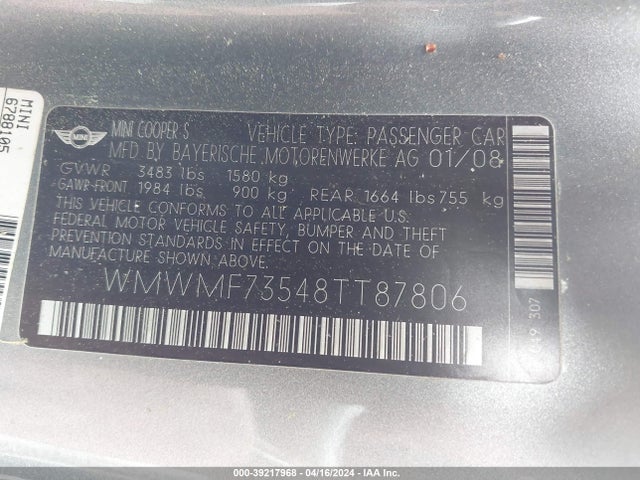 MINI
6788105
MINI
MINI COOPER S VEHICLE TYPE: PASSENGER CAR
MFD BY BAYERISCHE MOTORENWERKE AG 01/08
GVWR 3483 lbs 1580 kg
GAWR FRONT 1984 lbs. 900 kg REAR 1664 lbs 755 kg
THIS VEHICLE CONFORMS TO ALL APPLICABLE U.S.
FEDERAL MOTOR VEHICLE SAFETY, BUMPER AND THEFT
PREVENTION STANDARDS IN EFFECT ON THE DATE OF
MANUFACTURE SHOWN ABOVE.
WMWMF73548TT87806
307
000-39217968 - 04/16/2024 - IAA Inc.